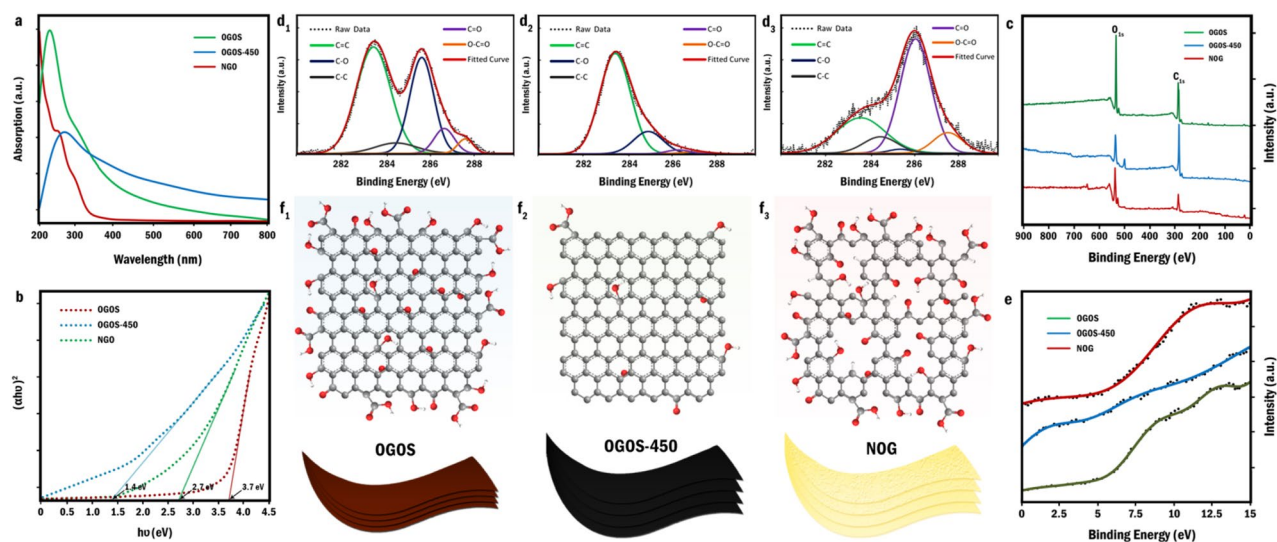 a
OGOS
OGOS-450
NGO
Absorption (a.u.)
200 300 400 500 600 700 800
Wavelength (nm)
b
OGOS
OGOS-450
NGO
(αhυ)²
1.4 eV
2.7 eV
3.7 eV
0 0.5 1.0 1.5 2.0 2.5 3.0 3.5 4.0 4.5
hυ (eV)
d1
Raw Data
C=C
C-O
C-C
C=O
O-C=O
Fitted Curve
Intensity (a.u.)
282 284 286 288
Binding Energy (eV)
d2
Raw Data
C=C
C-O
C-C
C=O
O-C=O
Fitted Curve
Intensity (a.u.)
282 284 286 288
Binding Energy (eV)
d3
Raw Data
C=C
C-O
C-C
C=O
O-C=O
Fitted Curve
Intensity (a.u.)
282 284 286 288
Binding Energy (eV)
c
OGOS
OGOS-450
NOG
O1s
C1s
Intensity (a.u.)
900 800 700 600 500 400 300 200 100 0
Binding Energy (eV)
f1
OGOS
f2
OGOS-450
f3
NOG
e
OGOS
OGOS-450
NOG
Intensity (a.u.)
0 2.5 5 7.5 10 12.5 15
Binding Energy (eV)